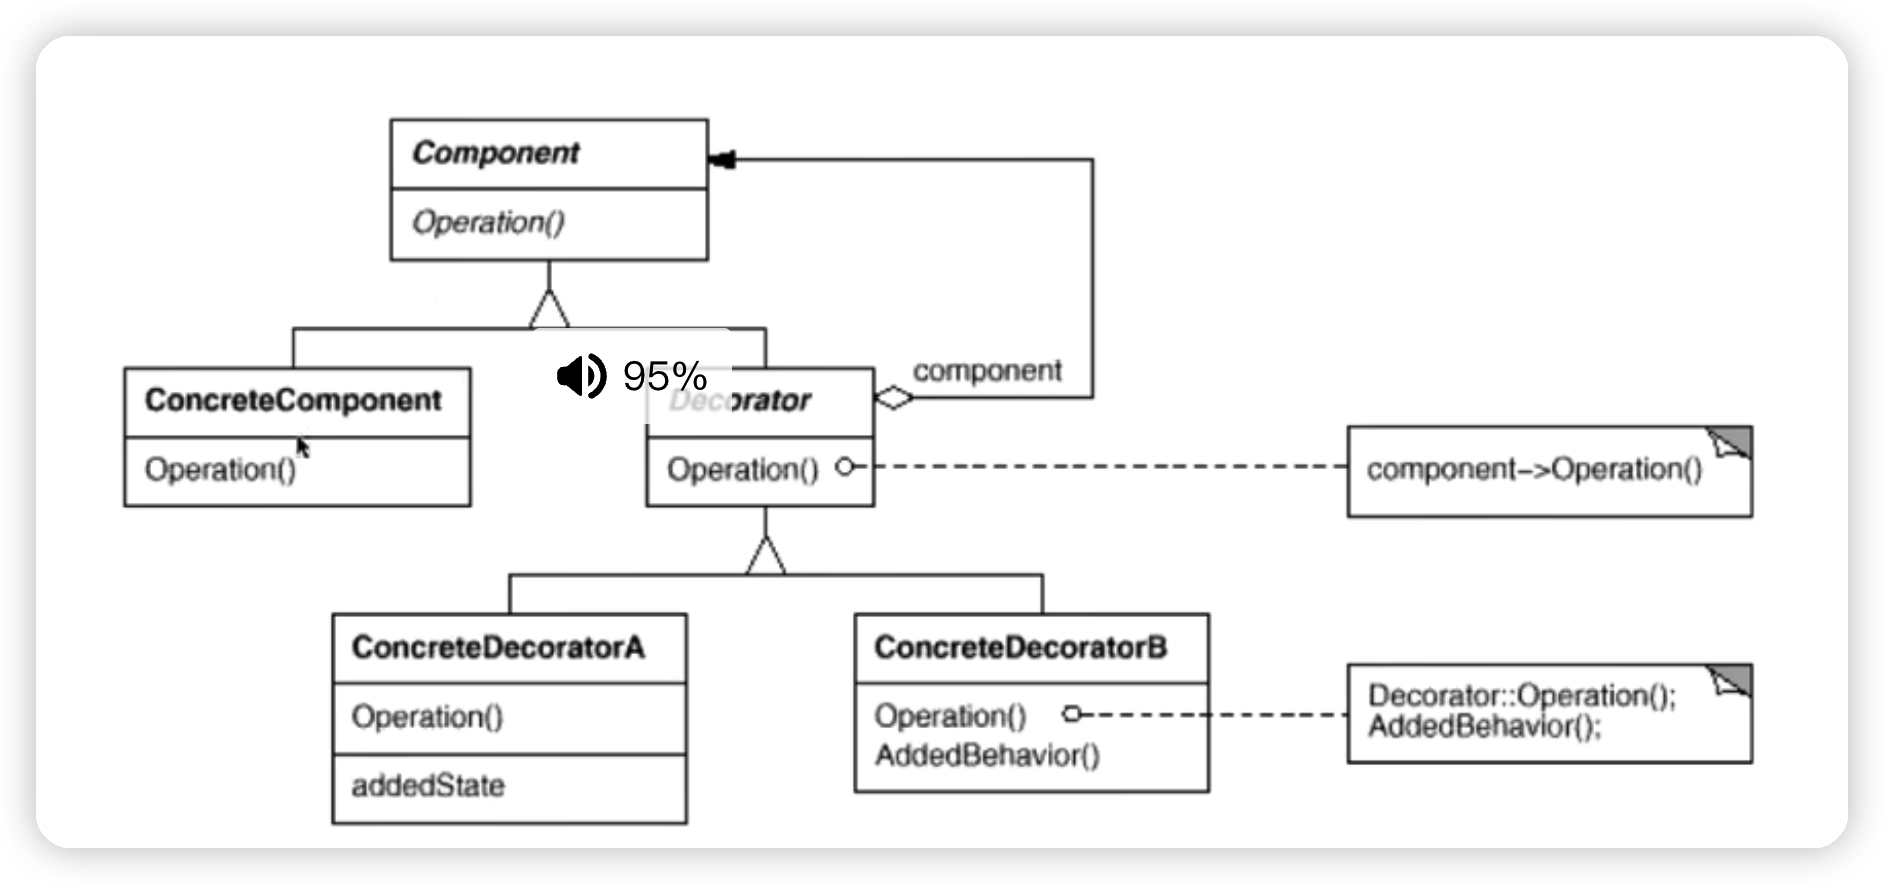 Component
Operation()
95%
component
ConcreteComponent
Decorator
Operation()
Operation()
component–>Operation()
ConcreteDecoratorA
ConcreteDecoratorB
Operation()
addedState
Operation()
AddedBehavior()
Decorator::Operation();
AddedBehavior();